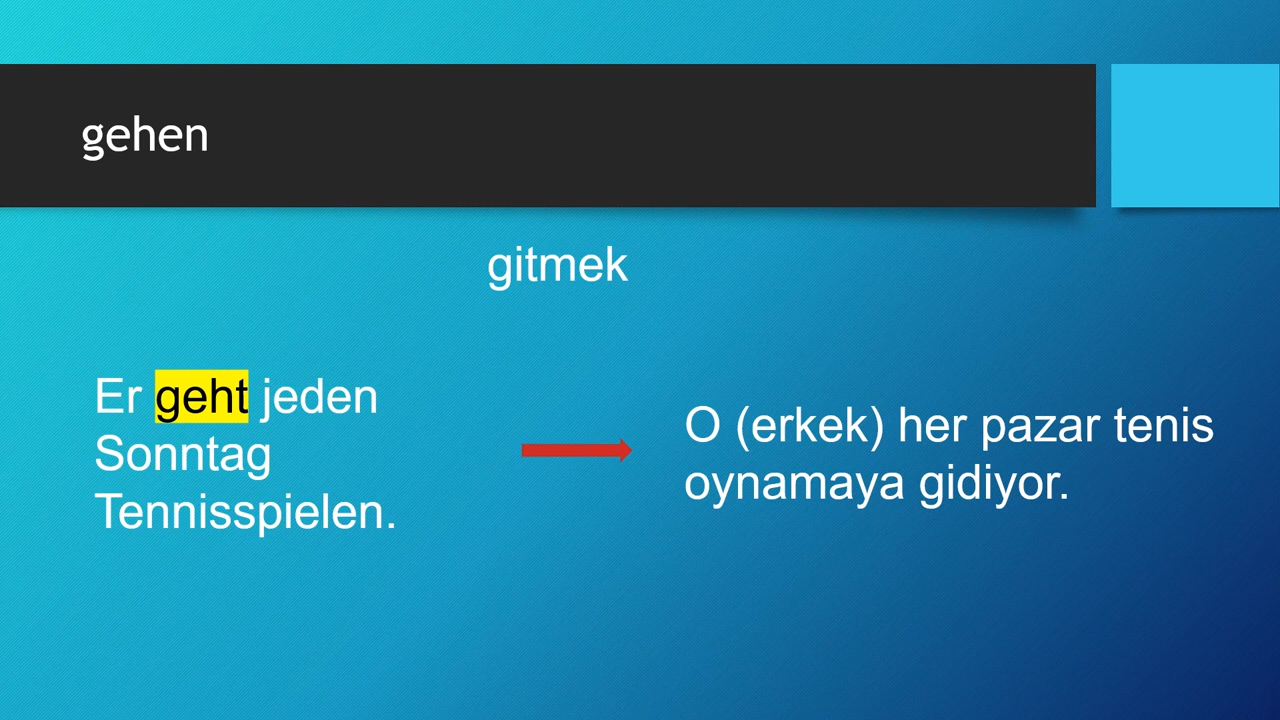 gehen
gitmek
Er geht jeden
Sonntag
Tennisspielen.
O (erkek) her pazar tenis
oynamaya gidiyor.